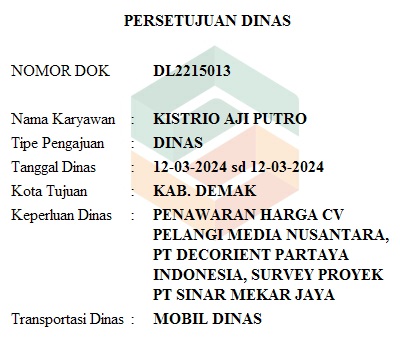 PERSETUJUAN DINAS
NOMOR DOK DL2215013
Nama Karyawan : KISTRIO AJI PUTRO
Tipe Pengajuan : DINAS
Tanggal Dinas : 12-03-2024 sd 12-03-2024
Kota Tujuan : KAB. DEMAK
Keperluan Dinas : PENAWARAN HARGA CV
PELANGI MEDIA NUSANTARA,
PT DECORIENT PARTAYA
INDONESIA, SURVEY PROYEK
PT SINAR MEKAR JAYA
Transportasi Dinas : MOBIL DINAS